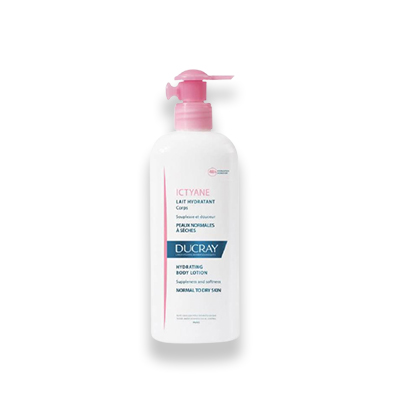 ICTYANE
LAIT HYDRATANT
Corps
Souplesse et douceur
PEAUX NORMALES
À SÈCHES
DUCRAY
HYDRATING
BODY LOTION
Suppleness and softness
NORMAL TO DRY SKIN